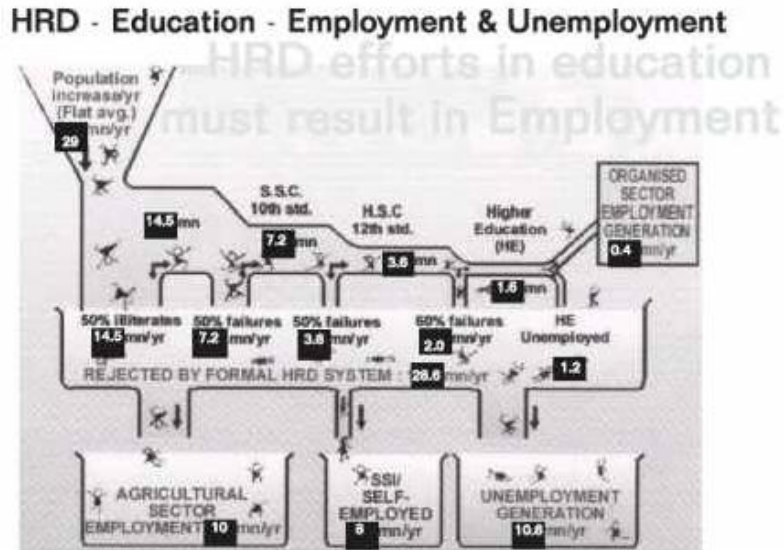 HRD - Education - Employment & Unemployment
HRD efforts in education
must result in Employment
Population
increase/yr
(Flat avg.)
29 mn/yr
14.5 mn
S.S.C.
10th std.
7.2 mn
H.S.C
12th std.
3.6 mn
Higher
Education
(HE)
1.6 mn
ORGANISED
SECTOR
EMPLOYMENT
GENERATION
0.4 mn/yr
50% illiterates
14.5 mn/yr
50% failures
7.2 mn/yr
50% failures
3.6 mn/yr
60% failures
2.0
HE
Unemployed
1.2
REJECTED BY FORMAL HRD SYSTEM : 28.6 mn/yr
AGRICULTURAL
SECTOR
EMPLOYMENT 10 mn/yr
SSI/
SELF-
EMPLOYED
8 mn/yr
UNEMPLOYMENT
GENERATION
10.6 mn/yr